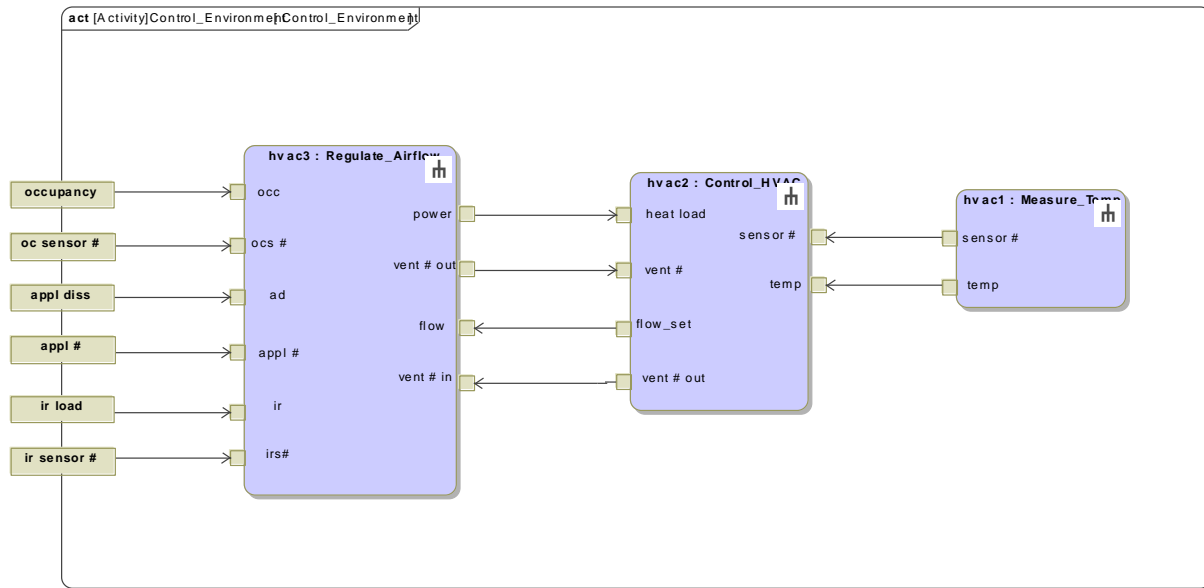 act [Activity]Control_Environment[Control_Environment]
hvac3 : Regulate_Airflow
hvac2 : Control_HVAC
hvac1 : Measure_Temp
occupancy
occ
power
heat load
sensor #
sensor #
oc sensor #
ocs #
vent # out
vent #
temp
temp
appl diss
ad
flow
flow_set
appl #
appl #
vent # in
vent # out
ir load
ir
ir sensor #
irs#